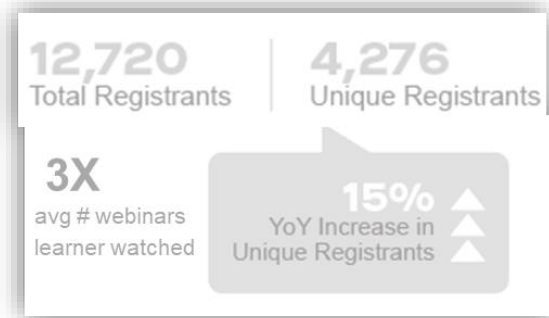 12,720
Total Registrants
4,276
Unique Registrants
3X
avg # webinars
learner watched
15%
YoY Increase in
Unique Registrants